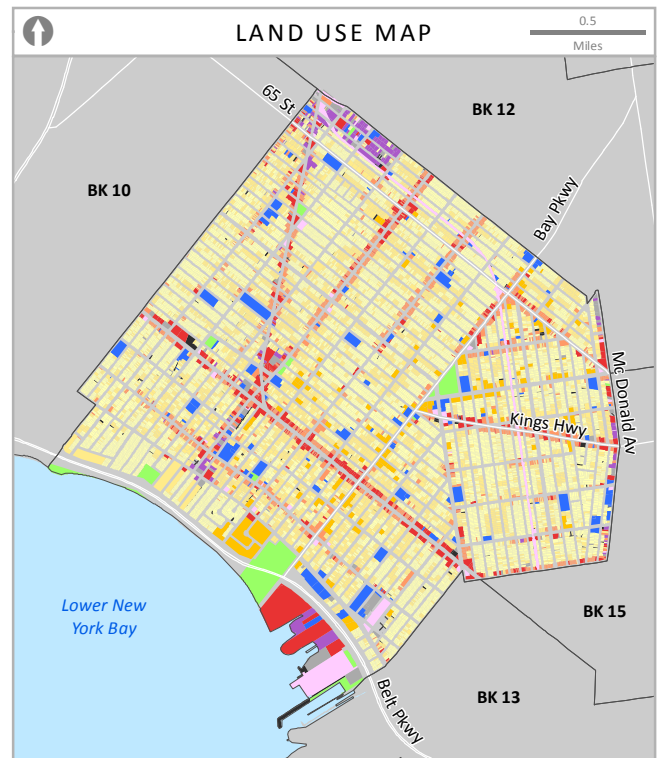 LAND USE MAP
0.5
Miles
65 St
BK 12
BK 10
Bay Pkwy
Mc Donald Av
Kings Hwy
Lower New
York Bay
BK 15
BK 13
Belt Pkwy